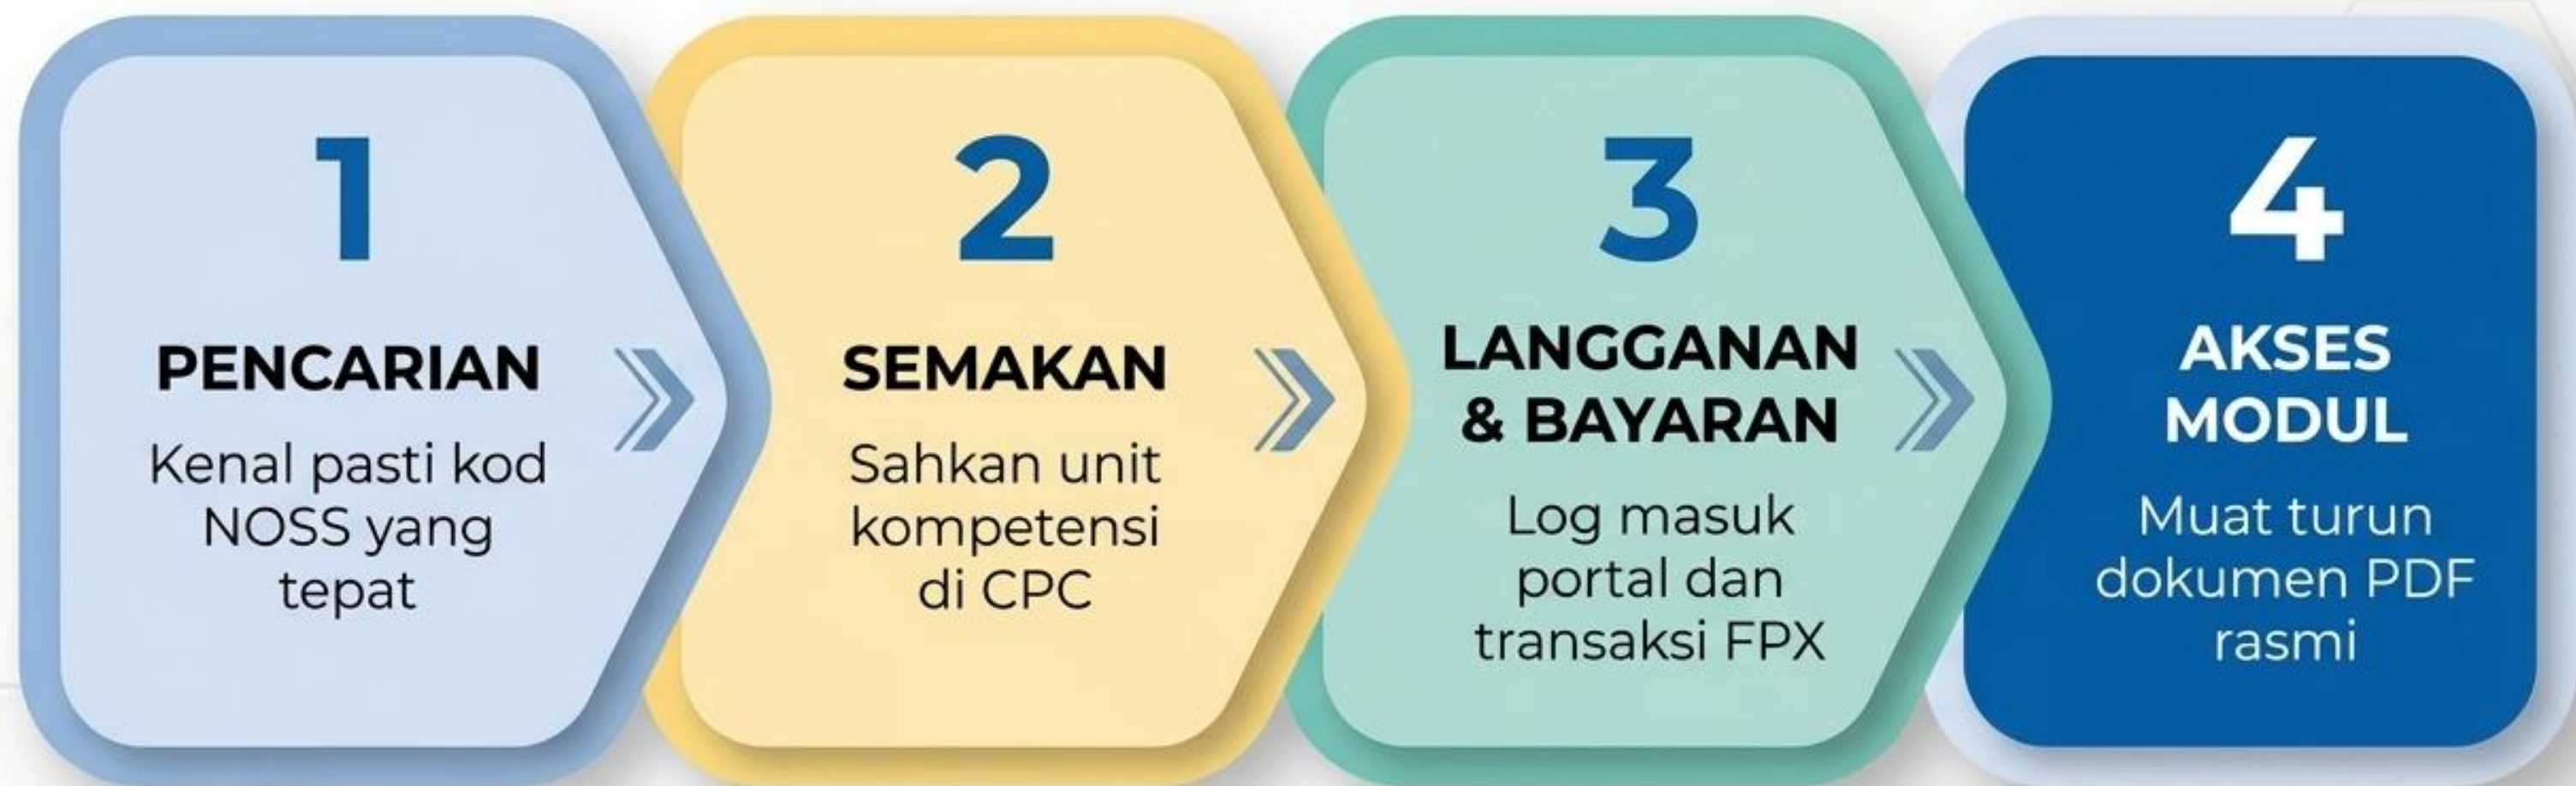 1
PENCARIAN
Kenal pasti kod
NOSS yang
tepat
2
SEMAKAN
Sahkan unit
kompetensi
di CPC
3
LANGGANAN
& BAYARAN
Log masuk
portal dan
transaksi FPX
4
AKSES
MODUL
Muat turun
dokumen PDF
rasmi